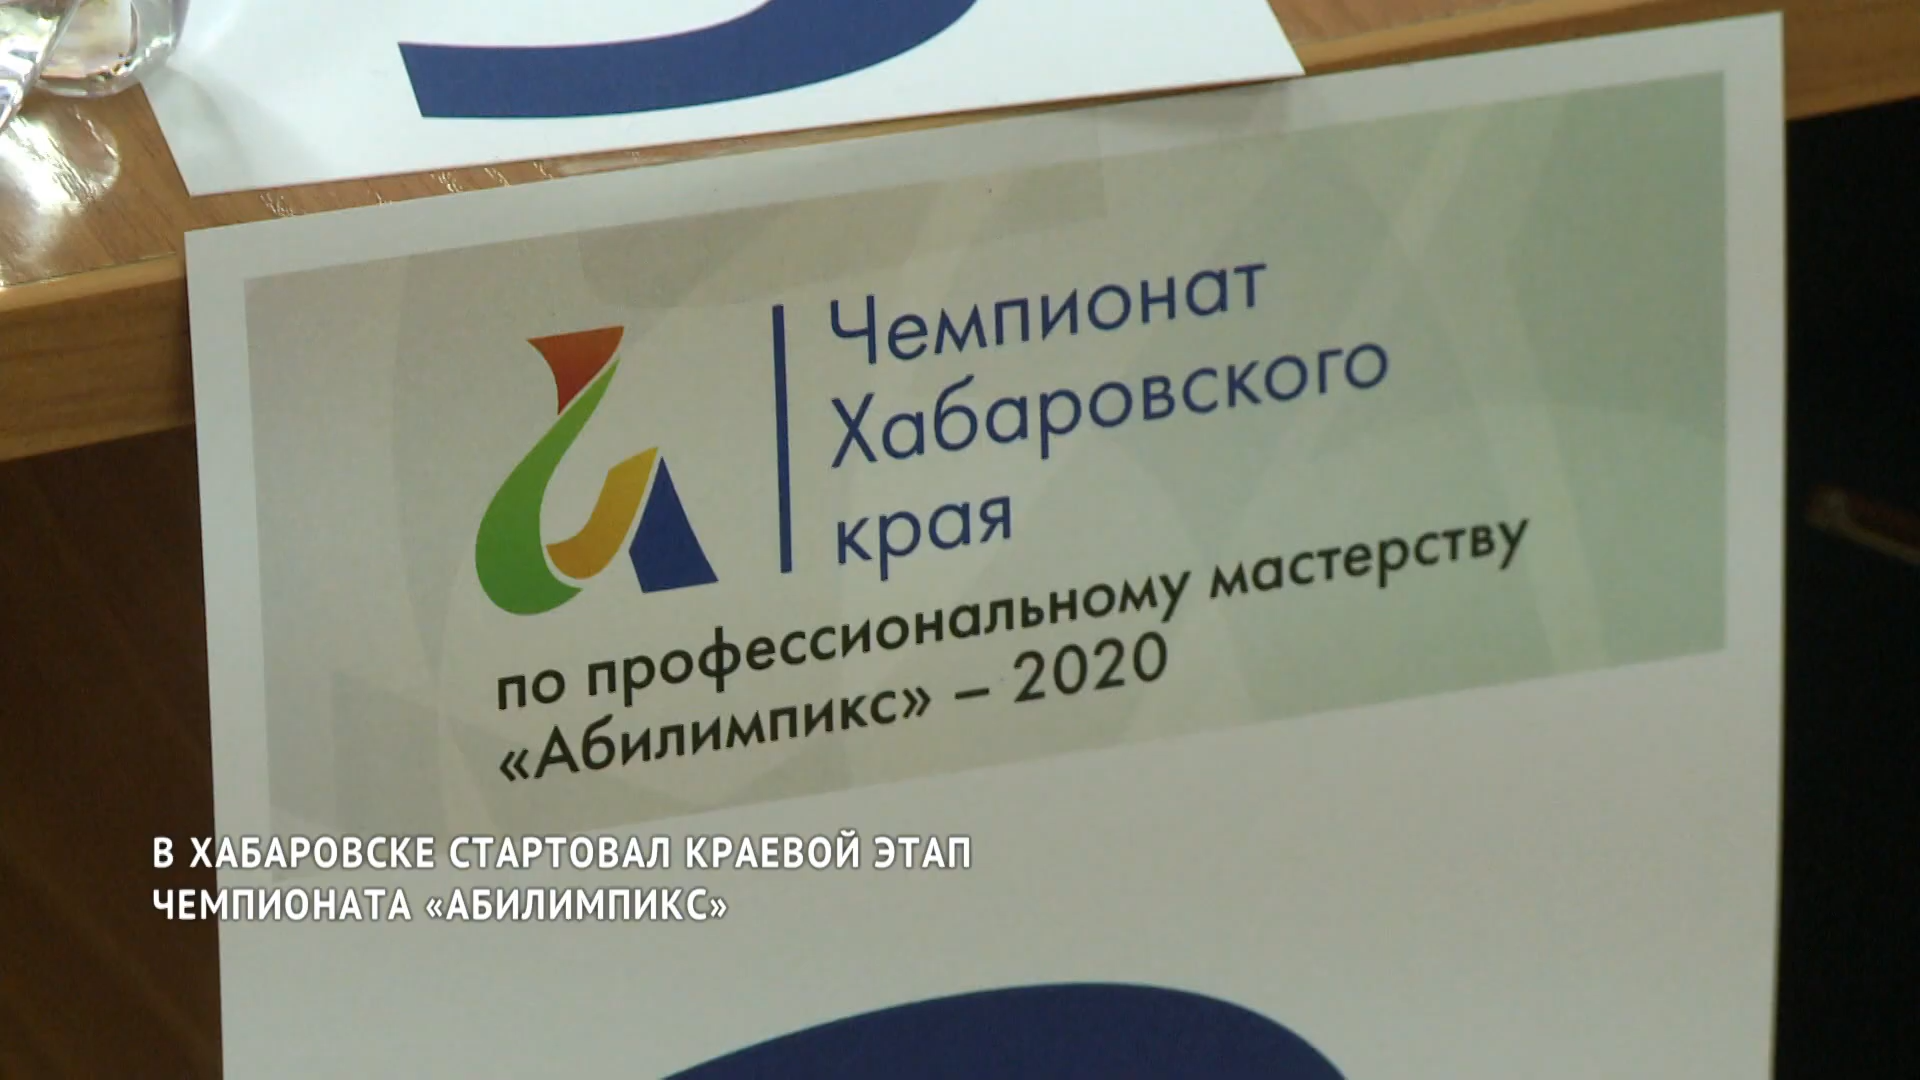 Чемпионат
Хабаровского
края
по профессиональному мастерству
«Абилимпикс» – 2020
В ХАБАРОВСКЕ СТАРТОВАЛ КРАЕВОЙ ЭТАП
ЧЕМПИОНАТА «АБИЛИМПИКС»